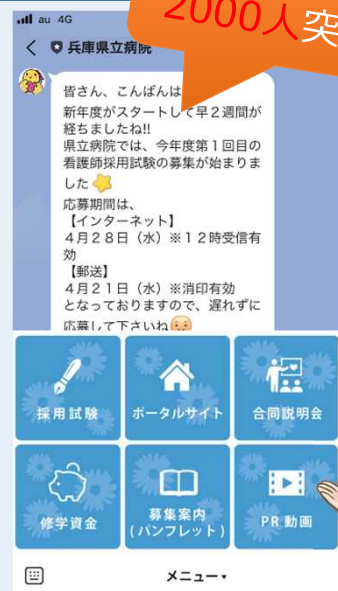 2000人突
au 4G
兵庫県立病院
皆さん、こんばんは
新年度がスタートして早2週間が
経ちましたね!!
県立病院では、今年度第1回目の
看護師採用試験の募集が始まりま
した
応募期間は、
【インターネット】
4月28日（水）※12時受信有
効
【郵送】
4月21日（水）※消印有効
となっておりますので、遅れずに
応募して下さいね
採用試験
ポータルサイト
合同説明会
修学資金
募集案内
(パンフレット)
PR動画
メニュー▾